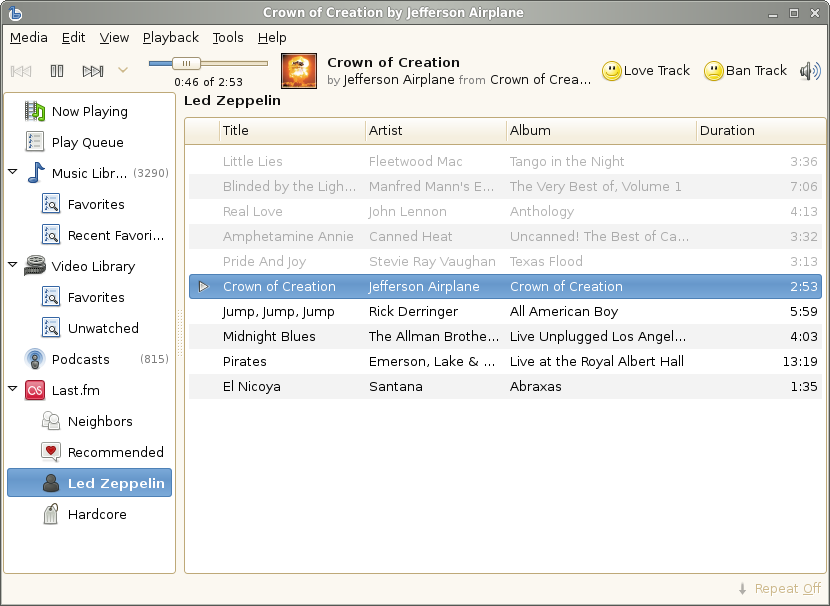 Crown of Creation by Jefferson Airplane
Media Edit View Playback Tools Help
0:46 of 2:53
Crown of Creation
by Jefferson Airplane from Crown of Crea...
Love Track
Ban Track
Now Playing
Play Queue
Music Libr... (3290)
Favorites
Recent Favori...
Video Library
Favorites
Unwatched
Podcasts (815)
Last.fm
Neighbors
Recommended
Led Zeppelin
Hardcore
Led Zeppelin
Title Artist Album Duration
Little Lies Fleetwood Mac Tango in the Night 3:36
Blinded by the Ligh... Manfred Mann's E... The Very Best of, Volume 1 7:06
Real Love John Lennon Anthology 4:13
Amphetamine Annie Canned Heat Uncanned! The Best of Ca... 3:32
Pride And Joy Stevie Ray Vaughan Texas Flood 3:13
Crown of Creation Jefferson Airplane Crown of Creation 2:53
Jump, Jump, Jump Rick Derringer All American Boy 5:59
Midnight Blues The Allman Brothe... Live Unplugged Los Angel... 4:03
Pirates Emerson, Lake & ... Live at the Royal Albert Hall 13:19
El Nicoya Santana Abraxas 1:35
Repeat Off